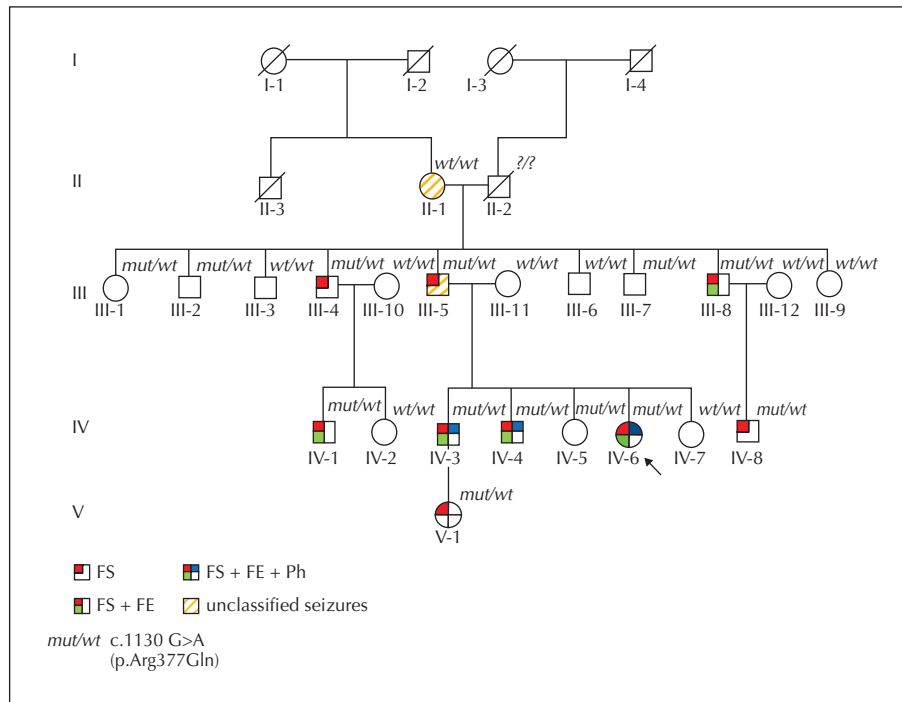 I
I-1 I-2 I-3 I-4
II
wt/wt ?/?
II-3 II-1 II-2
III
mut/wt mut/wt wt/wt mut/wt wt/wt mut/wt wt/wt wt/wt mut/wt mut/wt wt/wt wt/wt
III-1 III-2 III-3 III-4 III-10 III-5 III-11 III-6 III-7 III-8 III-12 III-9
IV
mut/wt wt/wt mut/wt mut/wt mut/wt mut/wt wt/wt mut/wt
IV-1 IV-2 IV-3 IV-4 IV-5 IV-6 IV-7 IV-8
V
mut/wt
V-1
FS FS + FE + Ph
FS + FE unclassified seizures
mut/wt c.1130 G>A
(p.Arg377Gln)